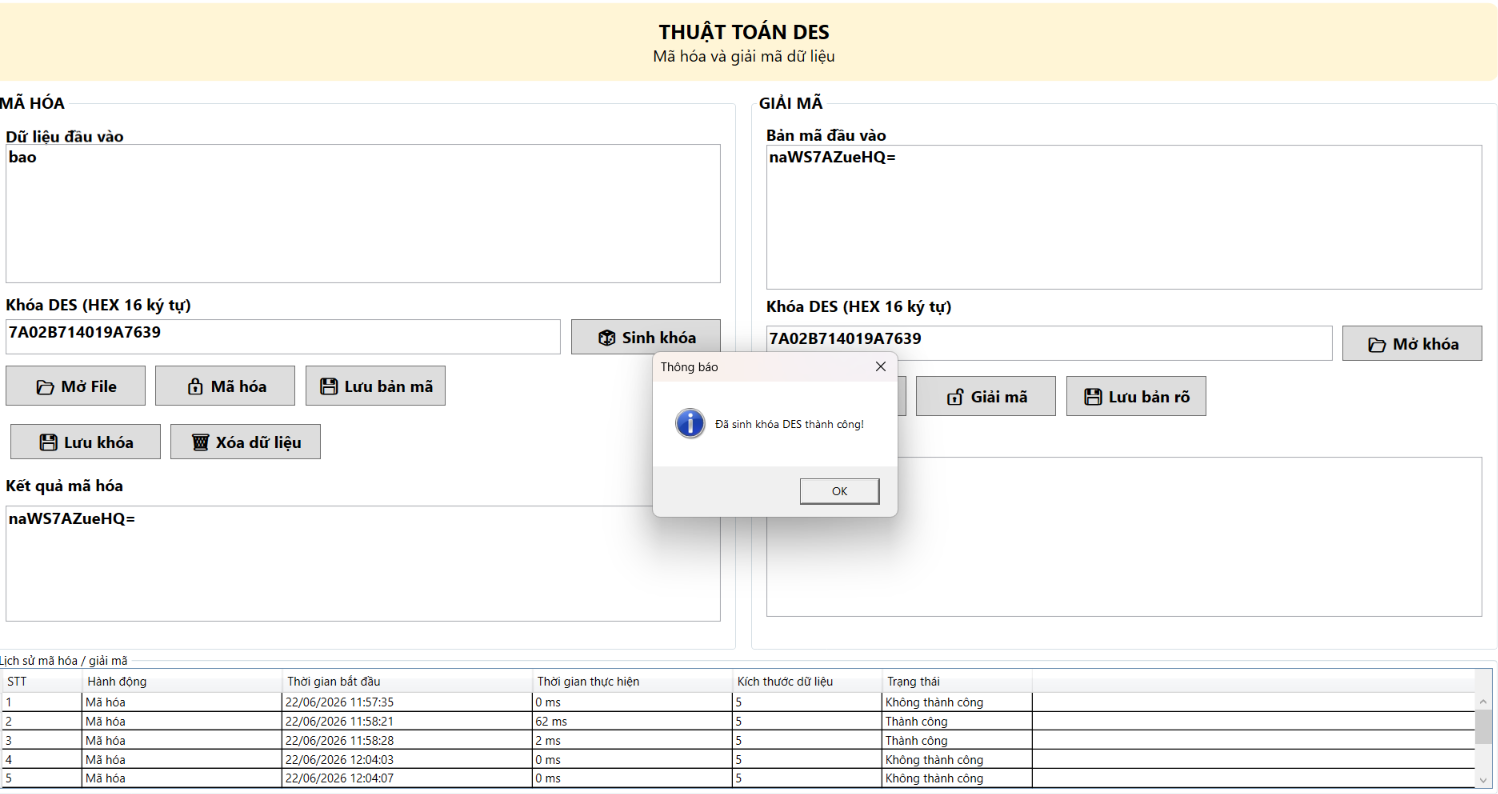 THUẬT TOÁN DES
Mã hóa và giải mã dữ liệu
MÃ HÓA
Dữ liệu đầu vào
bao
Khóa DES (HEX 16 ký tự)
7A02B714019A7639
Sinh khóa
Mở File
Mã hóa
Lưu bản mã
Lưu khóa
Xóa dữ liệu
Kết quả mã hóa
naWS7AZueHQ=
GIẢI MÃ
Bản mã đầu vào
naWS7AZueHQ=
Khóa DES (HEX 16 ký tự)
7A02B714019A7639
Mở khóa
Giải mã
Lưu bản rõ
Thông báo
Đã sinh khóa DES thành công!
OK
Lịch sử mã hóa / giải mã
STT Hành động Thời gian bắt đầu Thời gian thực hiện Kích thước dữ liệu Trạng thái
1 Mã hóa 22/06/2026 11:57:35 0 ms 5 Không thành công
2 Mã hóa 22/06/2026 11:58:21 62 ms 5 Thành công
3 Mã hóa 22/06/2026 11:58:28 2 ms 5 Thành công
4 Mã hóa 22/06/2026 12:04:03 0 ms 5 Không thành công
5 Mã hóa 22/06/2026 12:04:07 0 ms 5 Không thành công